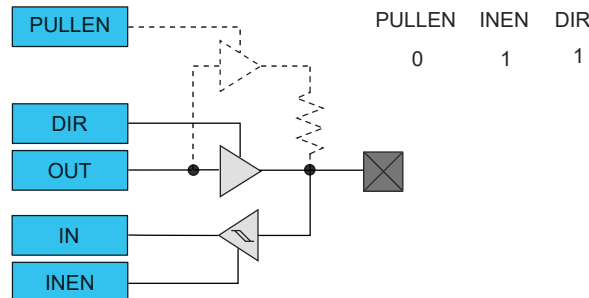 PULLEN
PULLEN INEN DIR
0 1 1
DIR
OUT
IN
INEN